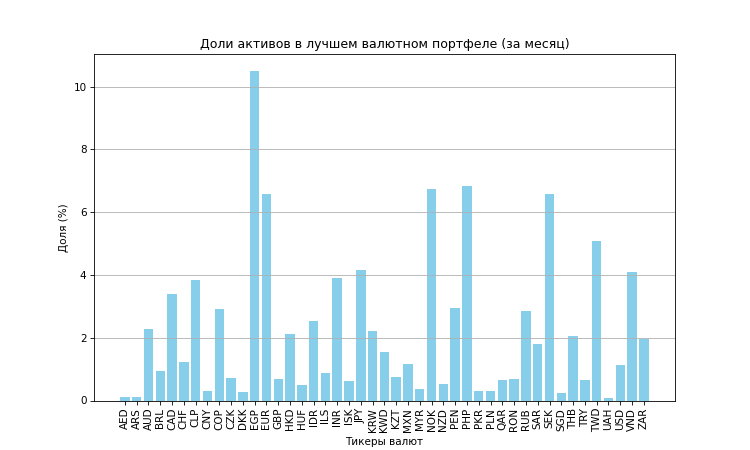 Доли активов в лучшем валютном портфеле (за месяц)
10
8
6
4
2
0
Доля (%)
AED ARS AUD BRL CAD CHF CLP CNY COP CZK DKK EGP EUR GBP HKD HUF IDR ILS INR ISK JPY KRW KWD KZT MXN MYR NOK NZD PEN PHP PKR PLN QAR RON RUB SAR SEK SGD THB TRY TWD UAH USD VND ZAR
Тикеры валют